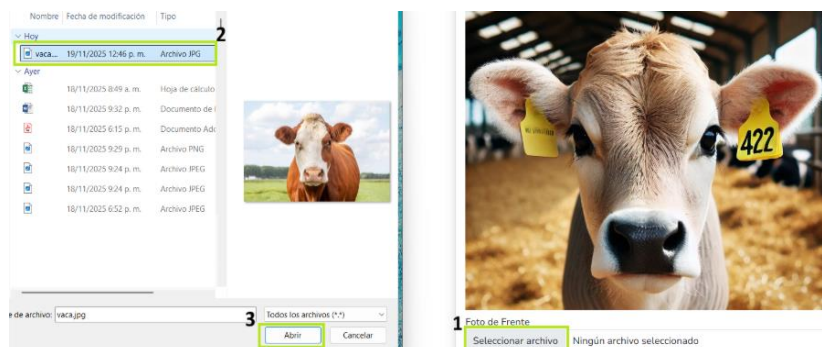 Nombre Fecha de modificación Tipo
Hoy
2
vaca... 19/11/2025 12:46 p. m. Archivo JPG
Ayer
18/11/2025 8:49 a. m. Hoja de cálculo
18/11/2025 9:32 p. m. Documento de
18/11/2025 6:15 p. m. Documento Ado
18/11/2025 9:29 p. m. Archivo PNG
18/11/2025 9:24 p. m. Archivo JPEG
18/11/2025 9:24 p. m. Archivo JPEG
18/11/2025 6:52 p. m. Archivo JPEG
e de archivo: vaca.jpg
Todos los archivos (*.*)
3
Abrir Cancelar
422
1
Foto de Frente
Seleccionar archivo Ningún archivo seleccionado